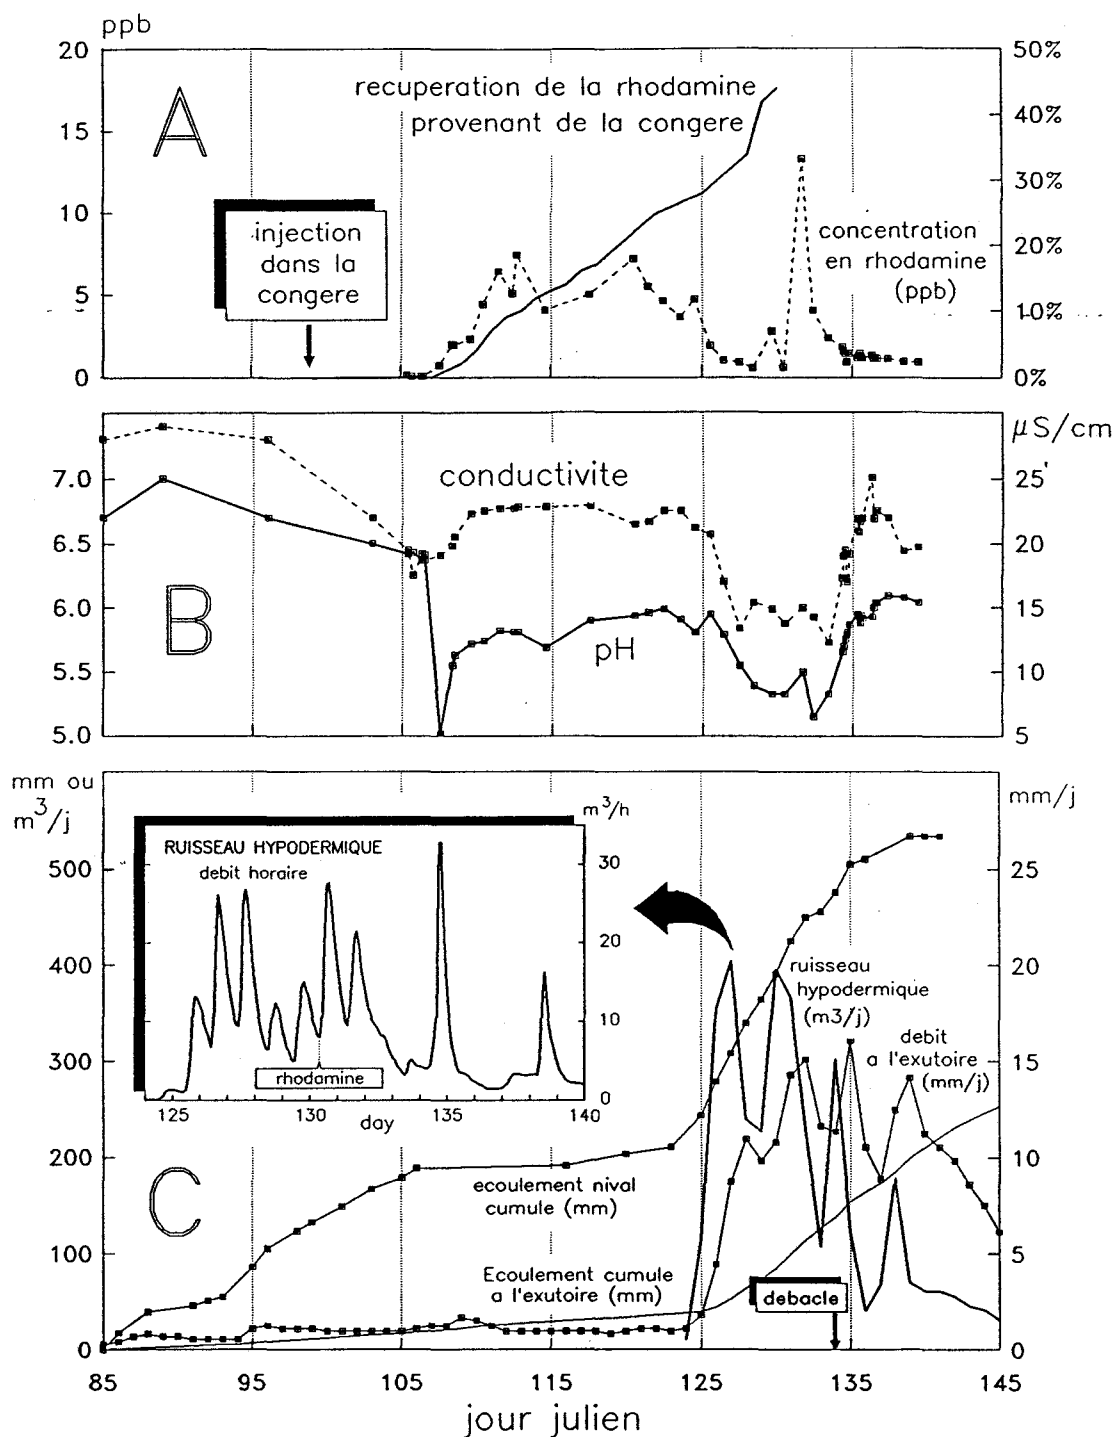 ppb
20
50%
recuperation de la rhodamine
provenant de la congere
A
15
40%
30%
10
injection
dans la
congere
concentration
en rhodamine
(ppb)
20%
5
10%
0
0%
µS/cm
7.0
conductivite
25'
6.5
20
B
6.0
15
pH
5.5
10
5.0
5
mm ou
m³/j
mm/j
m³/h
RUISSEAU HYPODERMIQUE
debit horaire
30
20
10
0
rhodamine
125
130
135
140
day
500
25
400
20
ruisseau
hypodermique
(m3/j)
debit
a l'exutoire
(mm/j)
300
15
200
10
C
ecoulement nival
cumule (mm)
100
5
Ecoulement cumule
a l'exutoire (mm)
debacle
0
0
85
95
105
115
125
135
145
jour julien